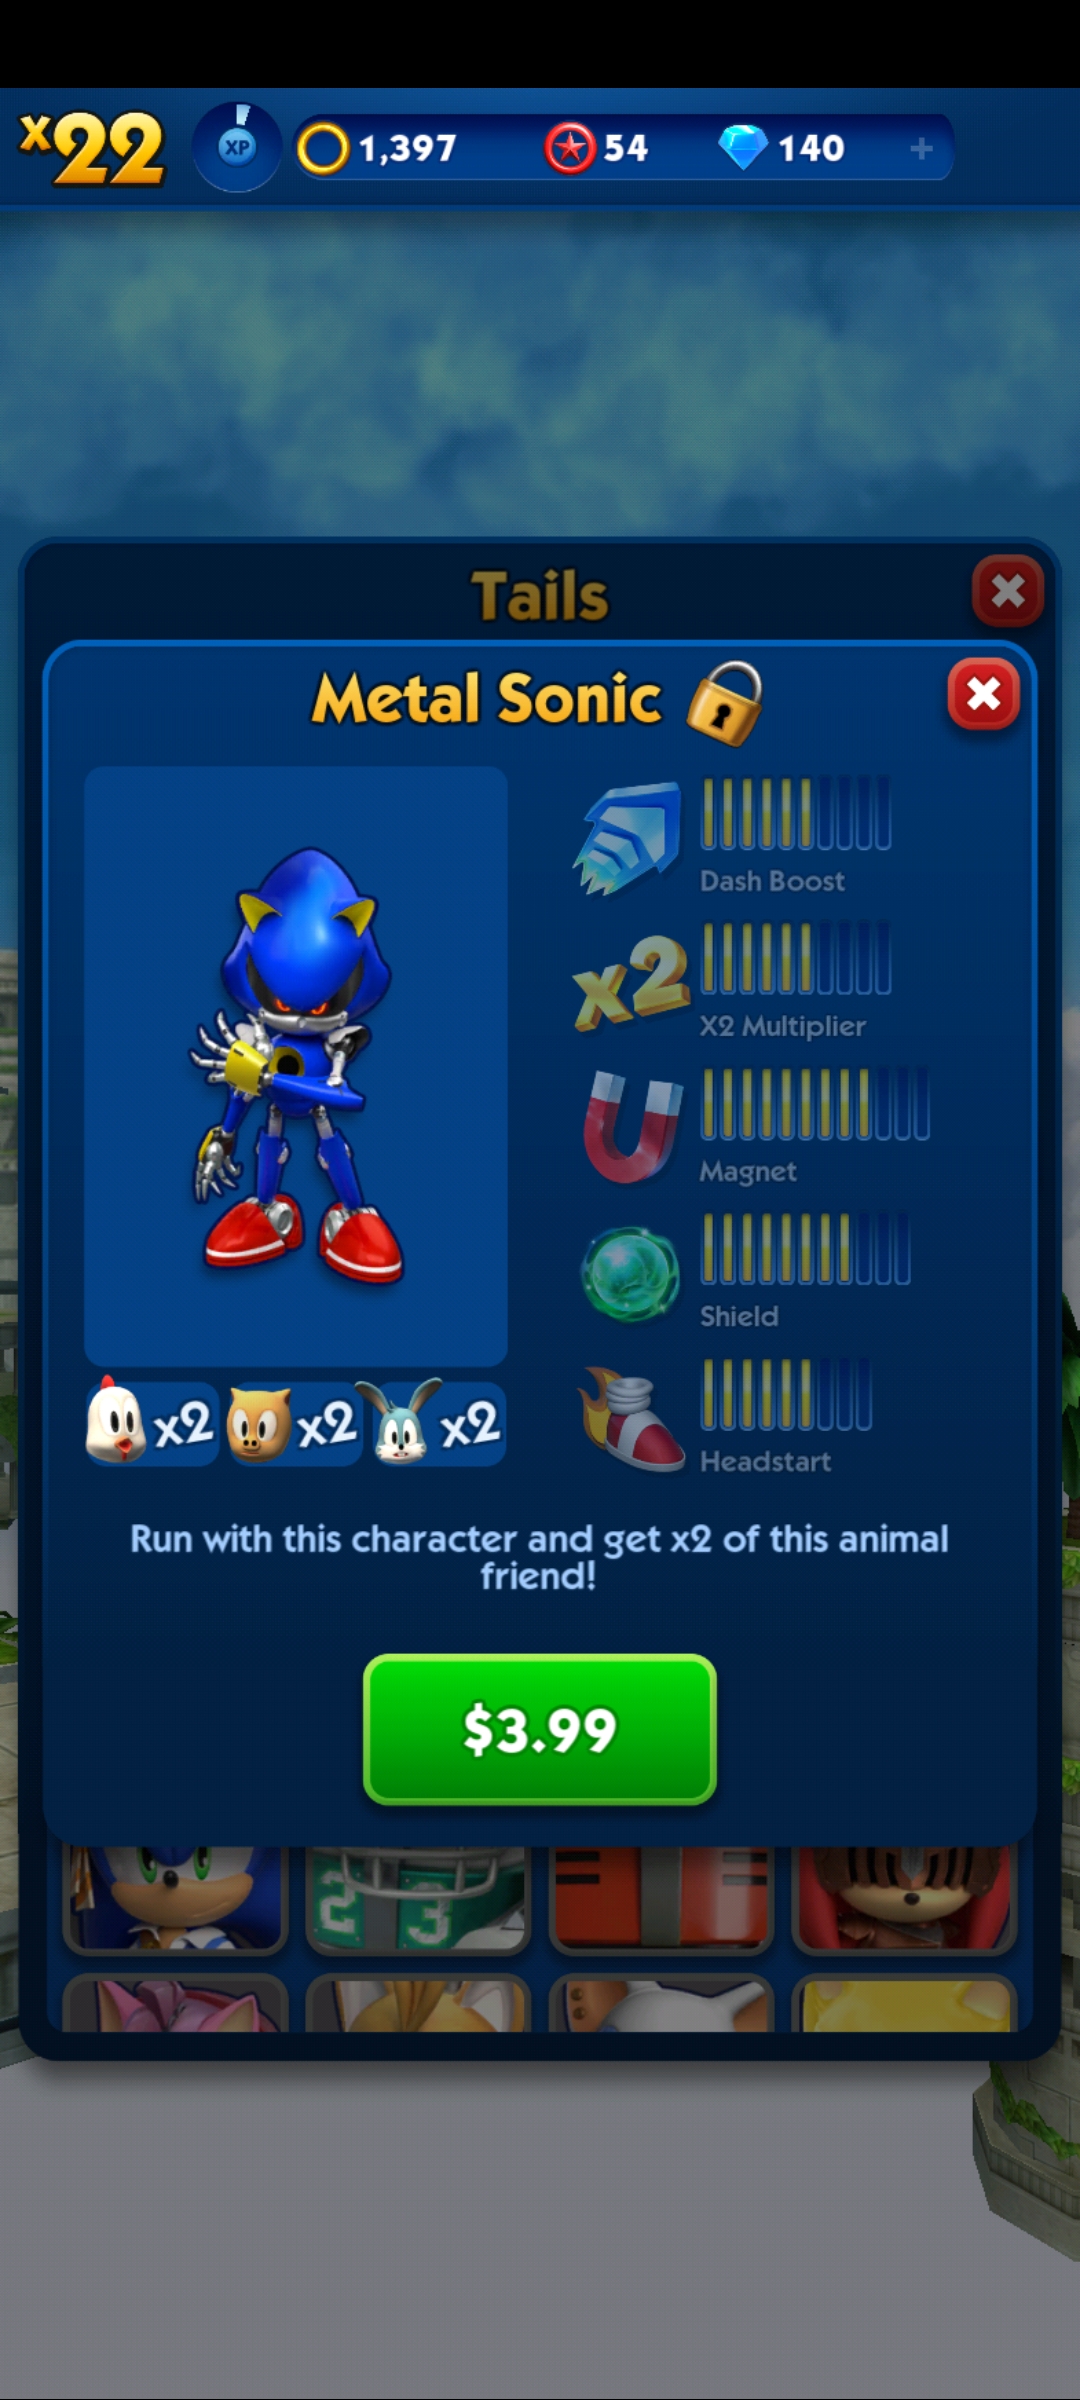 x22
XP
1,397
54
140
+
Tails
Metal Sonic
Dash Boost
x2
X2 Multiplier
Magnet
Shield
Headstart
x2
x2
x2
Run with this character and get x2 of this animal
friend!
$3.99
23